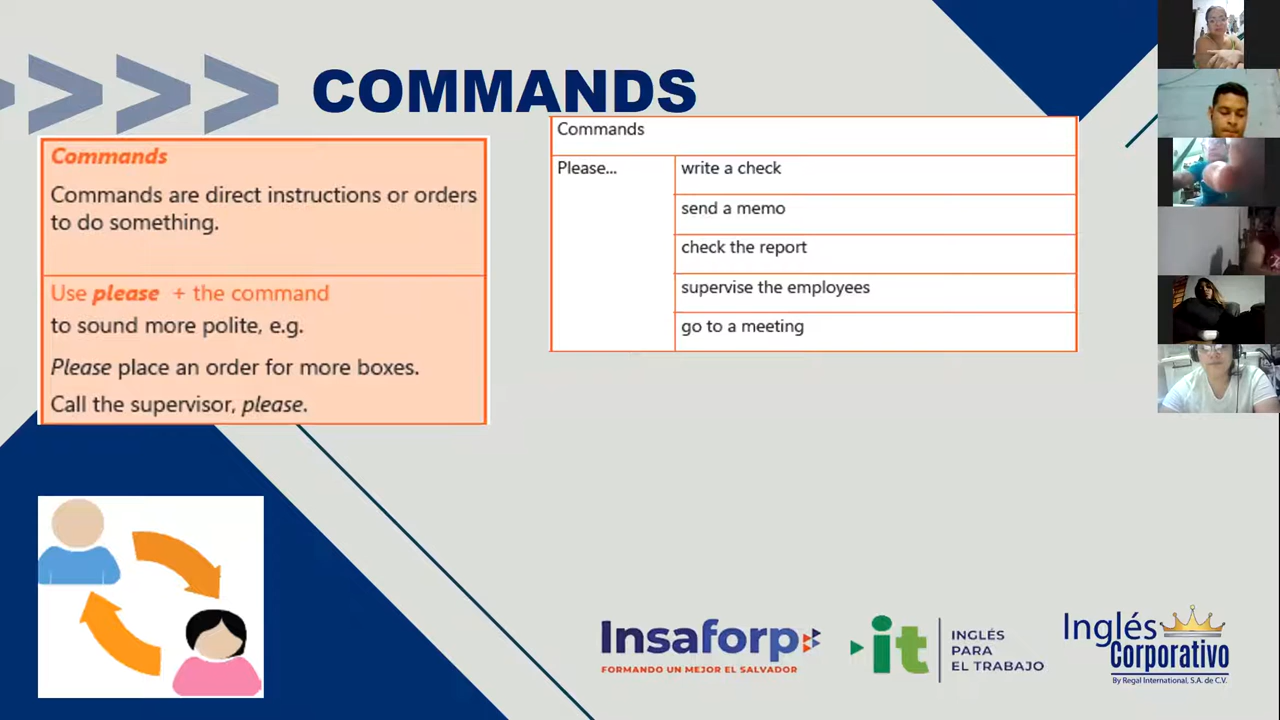 COMMANDS
Commands
Commands are direct instructions or orders
to do something.
Use please + the command
to sound more polite, e.g.
Please place an order for more boxes.
Call the supervisor, please.
Commands
Please... write a check
send a memo
check the report
supervise the employees
go to a meeting
Insaforp
FORMANDO UN MEJOR EL SALVADOR
it
INGLÉS
PARA
EL TRABAJO
Inglés
Corporativo
By Regal International, S.A. de C.V.